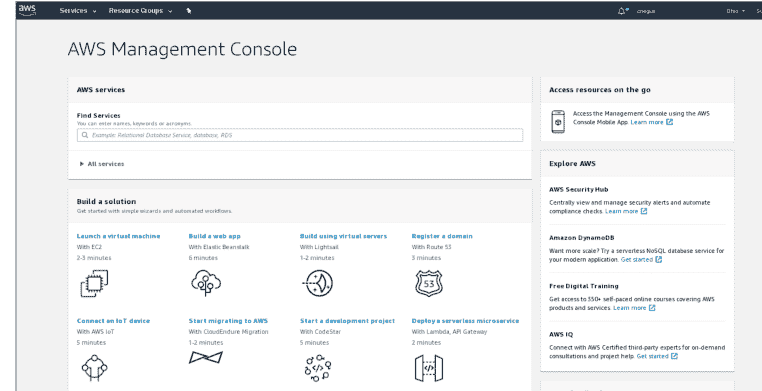 aws
Services
Resource Groups
cnegus
Ohio
AWS Management Console
AWS services
Find Services
You can enter names, keywords or acronyms.
Example: Relational Database Service, database, RDS
All services
Build a solution
Get started with simple wizards and automated workflows.
Launch a virtual machine
With EC2
2-3 minutes
Build a web app
With Elastic Beanstalk
6 minutes
Build using virtual servers
With Lightsail
1-2 minutes
Register a domain
With Route 53
3 minutes
53
Connect an IoT device
With AWS IoT
5 minutes
Start migrating to AWS
With CloudEndure Migration
1-2 minutes
Start a development project
With CodeStar
5 minutes
Deploy a serverless microservice
With Lambda, API Gateway
2 minutes
Access resources on the go
Access the Management Console using the AWS
Console Mobile App. Learn more
Explore AWS
AWS Security Hub
Centrally view and manage security alerts and automate
compliance checks. Learn more
Amazon DynamoDB
Want more scale? Try a serverless NoSQL database service for
your modern application. Get started
Free Digital Training
Get access to 350+ self-paced online courses covering AWS
products and services. Learn more
AWS IQ
Connect with AWS Certified third-party experts for on-demand
consultations and project help. Get started